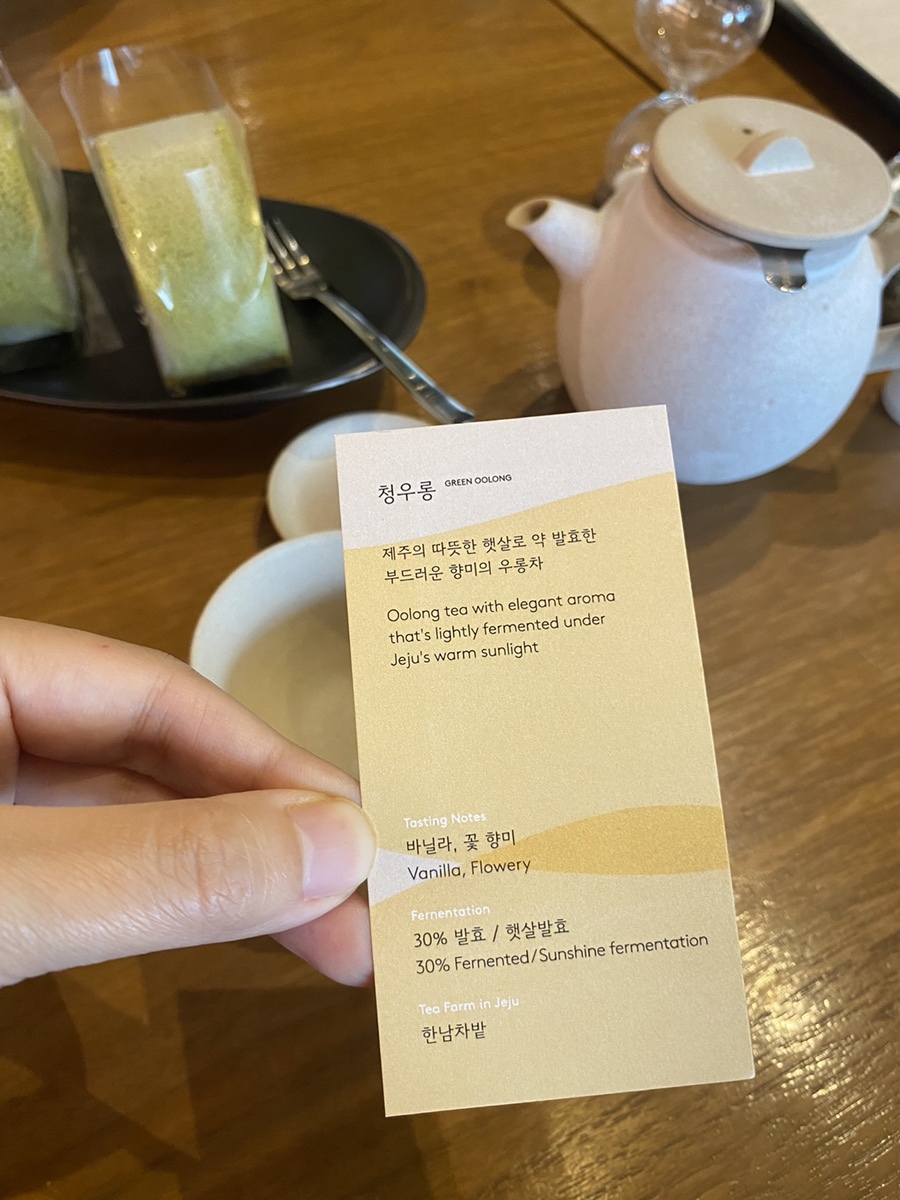 청우롱 GREEN OOLONG
제주의 따뜻한 햇살로 약 발효한
부드러운 향미의 우롱차
Oolong tea with elegant aroma
that's lightly fermented under
Jeju's warm sunlight
Tasting Notes
바닐라, 꽃 향미
Vanilla, Flowery
Fernentation
30% 발효 / 햇살발효
30% Fernented/Sunshine fermentation
Tea Farm in Jeju
한남차밭